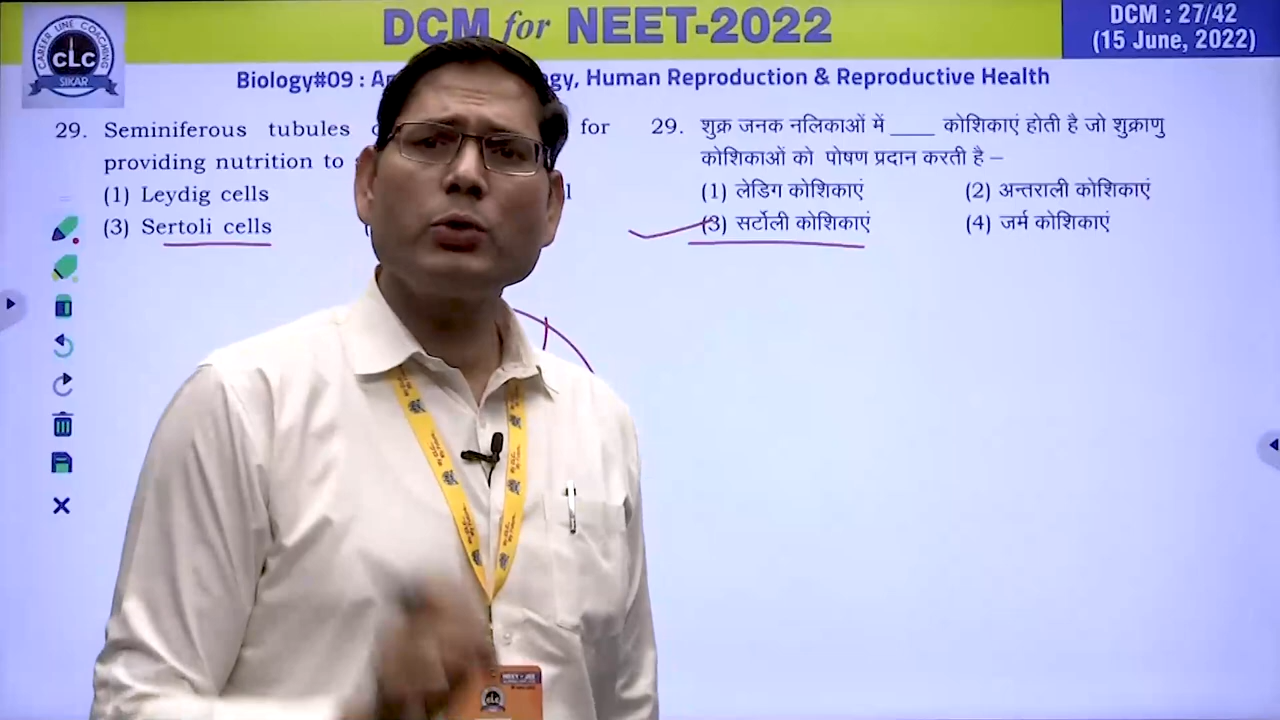 DCM for NEET-2022
DCM : 27/42
(15 June, 2022)
CAREER LINE COACHING
CLC
SIKAR
Biology#09 : Human Reproduction & Reproductive Health
29. Seminiferous tubules for
providing nutrition to
(1) Leydig cells
(3) Sertoli cells
29. शुक्र जनक नलिकाओं में ____ कोशिकाएं होती है जो शुक्राणु
कोशिकाओं को पोषण प्रदान करती है –
(1) लेडिग कोशिकाएं (2) अन्तराली कोशिकाएं
(3) सर्टोली कोशिकाएं (4) जर्म कोशिकाएं
CLC